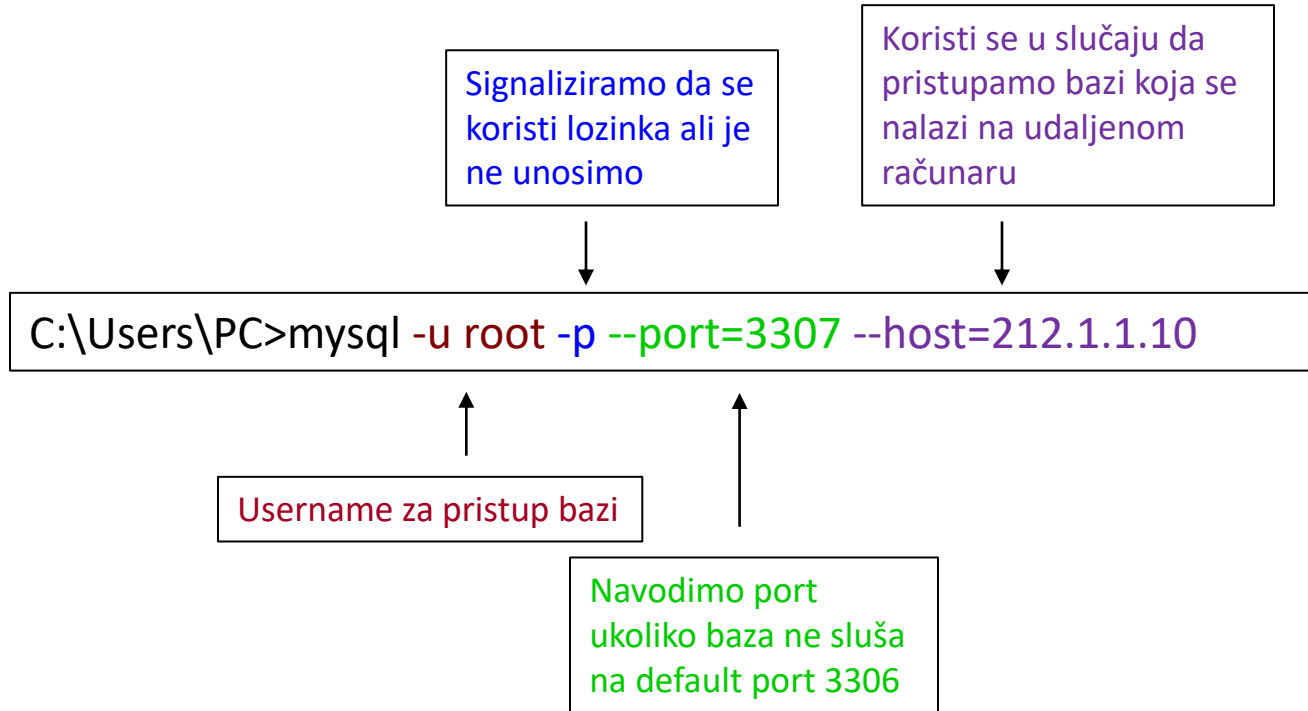 Signaliziramo da se
koristi lozinka ali je
ne unosimo
Koristi se u slučaju da
pristupamo bazi koja se
nalazi na udaljenom
računaru
C:\Users\PC>mysql -u root -p --port=3307 --host=212.1.1.10
Username za pristup bazi
Navodimo port
ukoliko baza ne sluša
na default port 3306